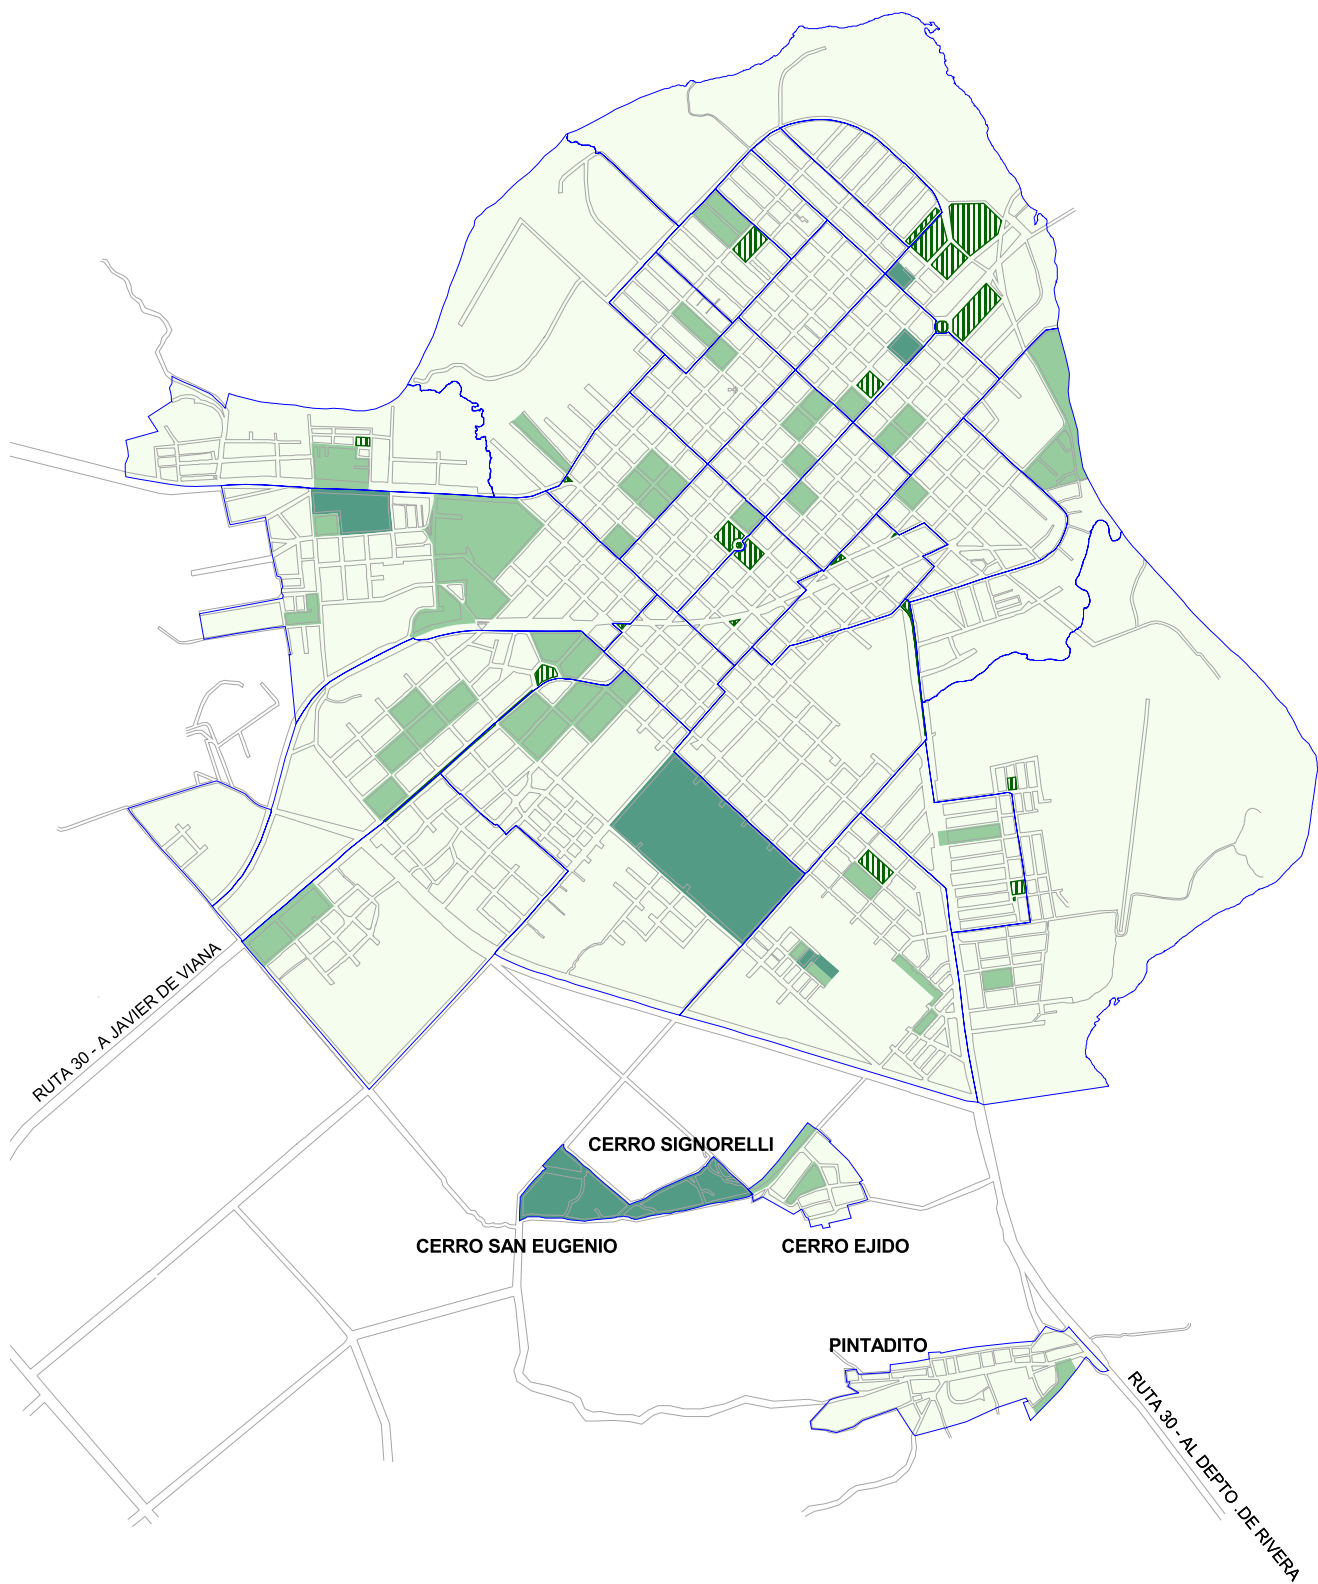 RUTA 30 - A JAVIER DE VIANA
CERRO SIGNORELLI
CERRO SAN EUGENIO
CERRO EJIDO
PINTADITO
RUTA 30 - AL DEPTO .DE RIVERA